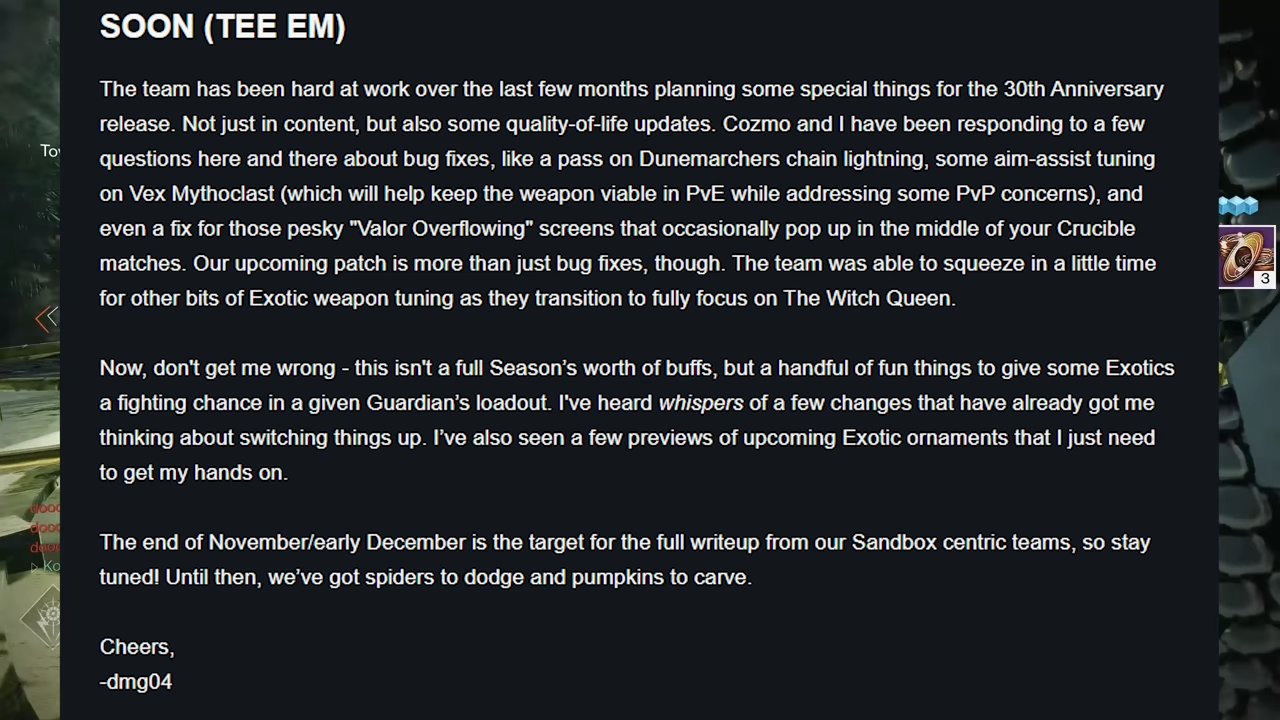 SOON (TEE EM)
The team has been hard at work over the last few months planning some special things for the 30th Anniversary
release. Not just in content, but also some quality-of-life updates. Cozmo and I have been responding to a few
questions here and there about bug fixes, like a pass on Dunemarchers chain lightning, some aim-assist tuning
on Vex Mythoclast (which will help keep the weapon viable in PvE while addressing some PvP concerns), and
even a fix for those pesky "Valor Overflowing" screens that occasionally pop up in the middle of your Crucible
matches. Our upcoming patch is more than just bug fixes, though. The team was able to squeeze in a little time
for other bits of Exotic weapon tuning as they transition to fully focus on The Witch Queen.
Now, don't get me wrong - this isn't a full Season’s worth of buffs, but a handful of fun things to give some Exotics
a fighting chance in a given Guardian’s loadout. I've heard whispers of a few changes that have already got me
thinking about switching things up. I’ve also seen a few previews of upcoming Exotic ornaments that I just need
to get my hands on.
The end of November/early December is the target for the full writeup from our Sandbox centric teams, so stay
tuned! Until then, we’ve got spiders to dodge and pumpkins to carve.
Cheers,
-dmg04
3